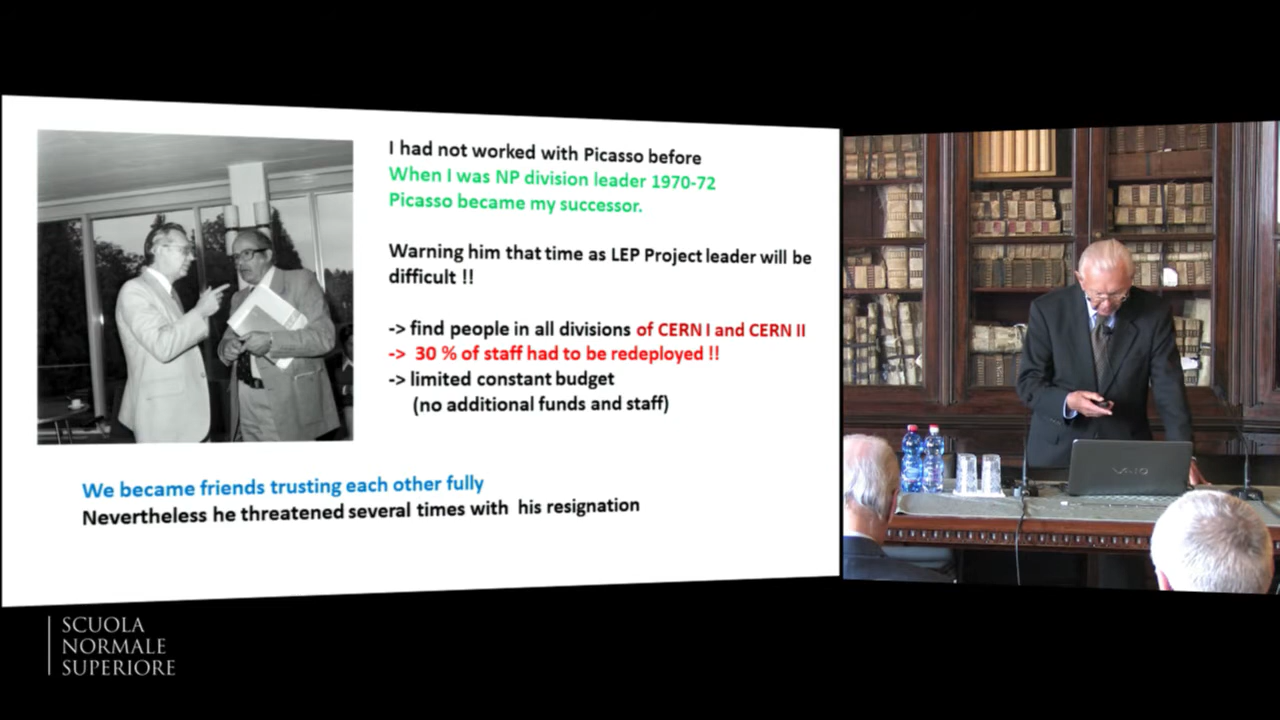 I had not worked with Picasso before
When I was NP division leader 1970-72
Picasso became my successor.
Warning him that time as LEP Project leader will be
difficult !!
-> find people in all divisions of CERN I and CERN II
-> 30 % of staff had to be redeployed !!
-> limited constant budget
(no additional funds and staff)
We became friends trusting each other fully
Nevertheless he threatened several times with his resignation
VAIO
SCUOLA
NORMALE
SUPERIORE